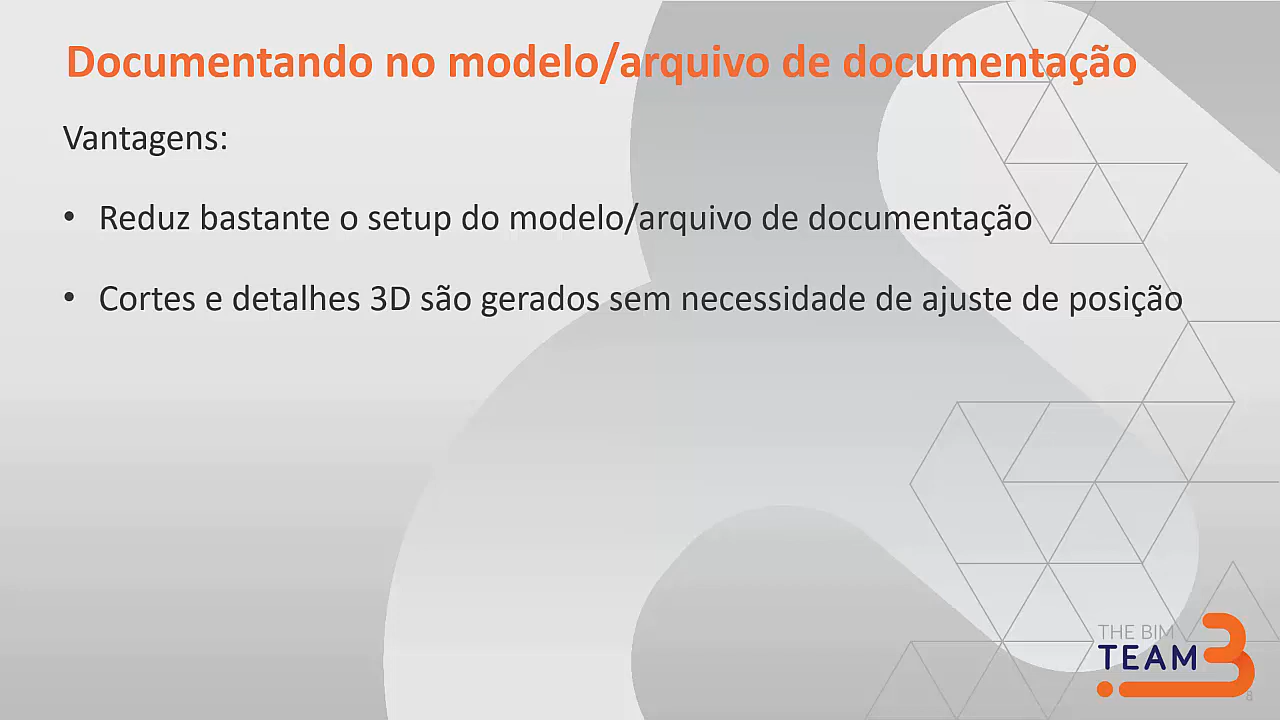 Documentando no modelo/arquivo de documentação
Vantagens:
• Reduz bastante o setup do modelo/arquivo de documentação
• Cortes e detalhes 3D são gerados sem necessidade de ajuste de posição
THE BIM
TEAM
8